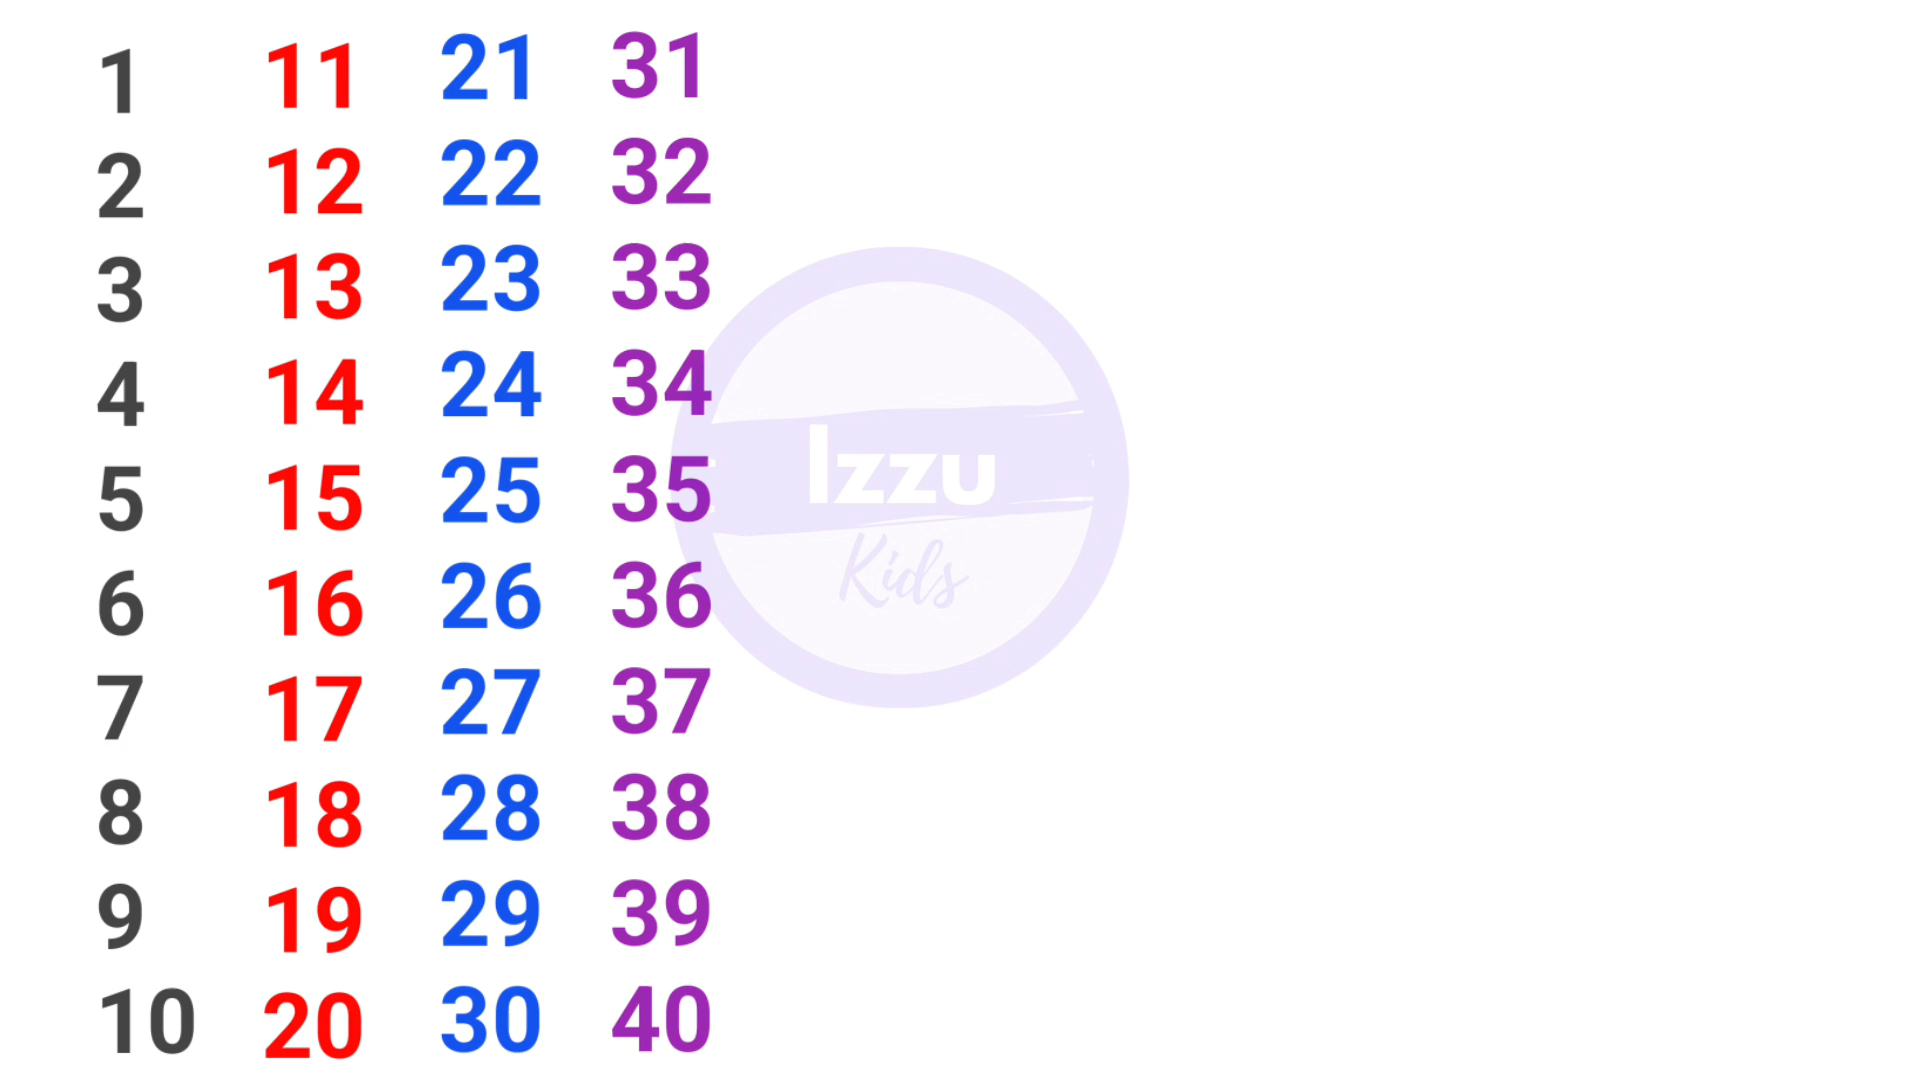 1 11 21 31
2 12 22 32
3 13 23 33
4 14 24 34
5 15 25 35
6 16 26 36
7 17 27 37
8 18 28 38
9 19 29 39
10 20 30 40
Izzu
Kids